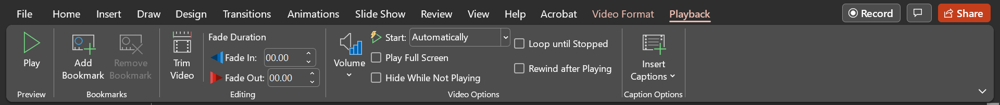 File Home Insert Draw Design Transitions Animations Slide Show Review View Help Acrobat Video Format Playback Record Share
Play
Preview
Add
Bookmark
Remove
Bookmark
Bookmarks
Trim
Video
Fade Duration
Fade In: 00.00
Fade Out: 00.00
Editing
Volume
Start: Automatically
Play Full Screen
Hide While Not Playing
Loop until Stopped
Rewind after Playing
Video Options
Insert
Captions
Caption Options